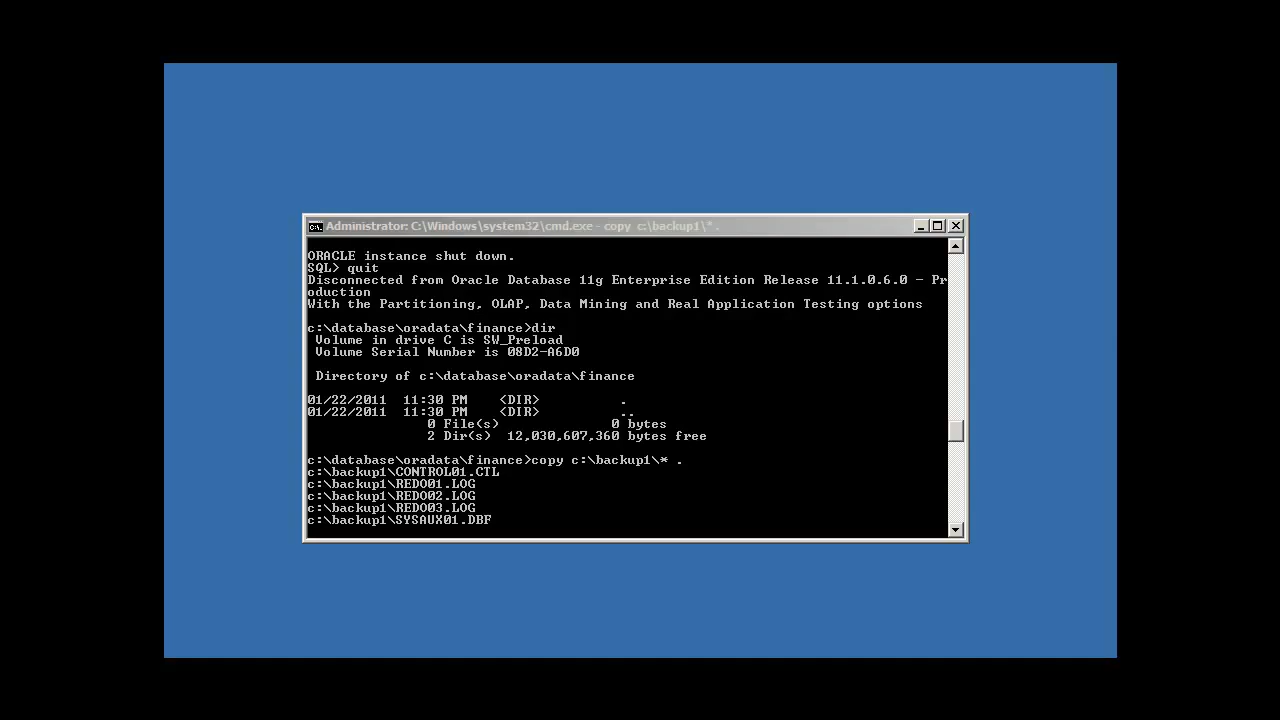 Administrator: C:\Windows\system32\cmd.exe - copy c:\backup1\* .
ORACLE instance shut down.
SQL> quit
Disconnected from Oracle Database 11g Enterprise Edition Release 11.1.0.6.0 - Pr
oduction
With the Partitioning, OLAP, Data Mining and Real Application Testing options
c:\database\oradata\finance>dir
Volume in drive C is SW_Preload
Volume Serial Number is 08D2-A6D0
Directory of c:\database\oradata\finance
01/22/2011  11:30 PM    <DIR>          .
01/22/2011  11:30 PM    <DIR>          ..
0 File(s)              0 bytes
2 Dir(s)  12,030,607,360 bytes free
c:\database\oradata\finance>copy c:\backup1\* .
c:\backup1\CONTROL01.CTL
c:\backup1\REDO01.LOG
c:\backup1\REDO02.LOG
c:\backup1\REDO03.LOG
c:\backup1\SYSAUX01.DBF